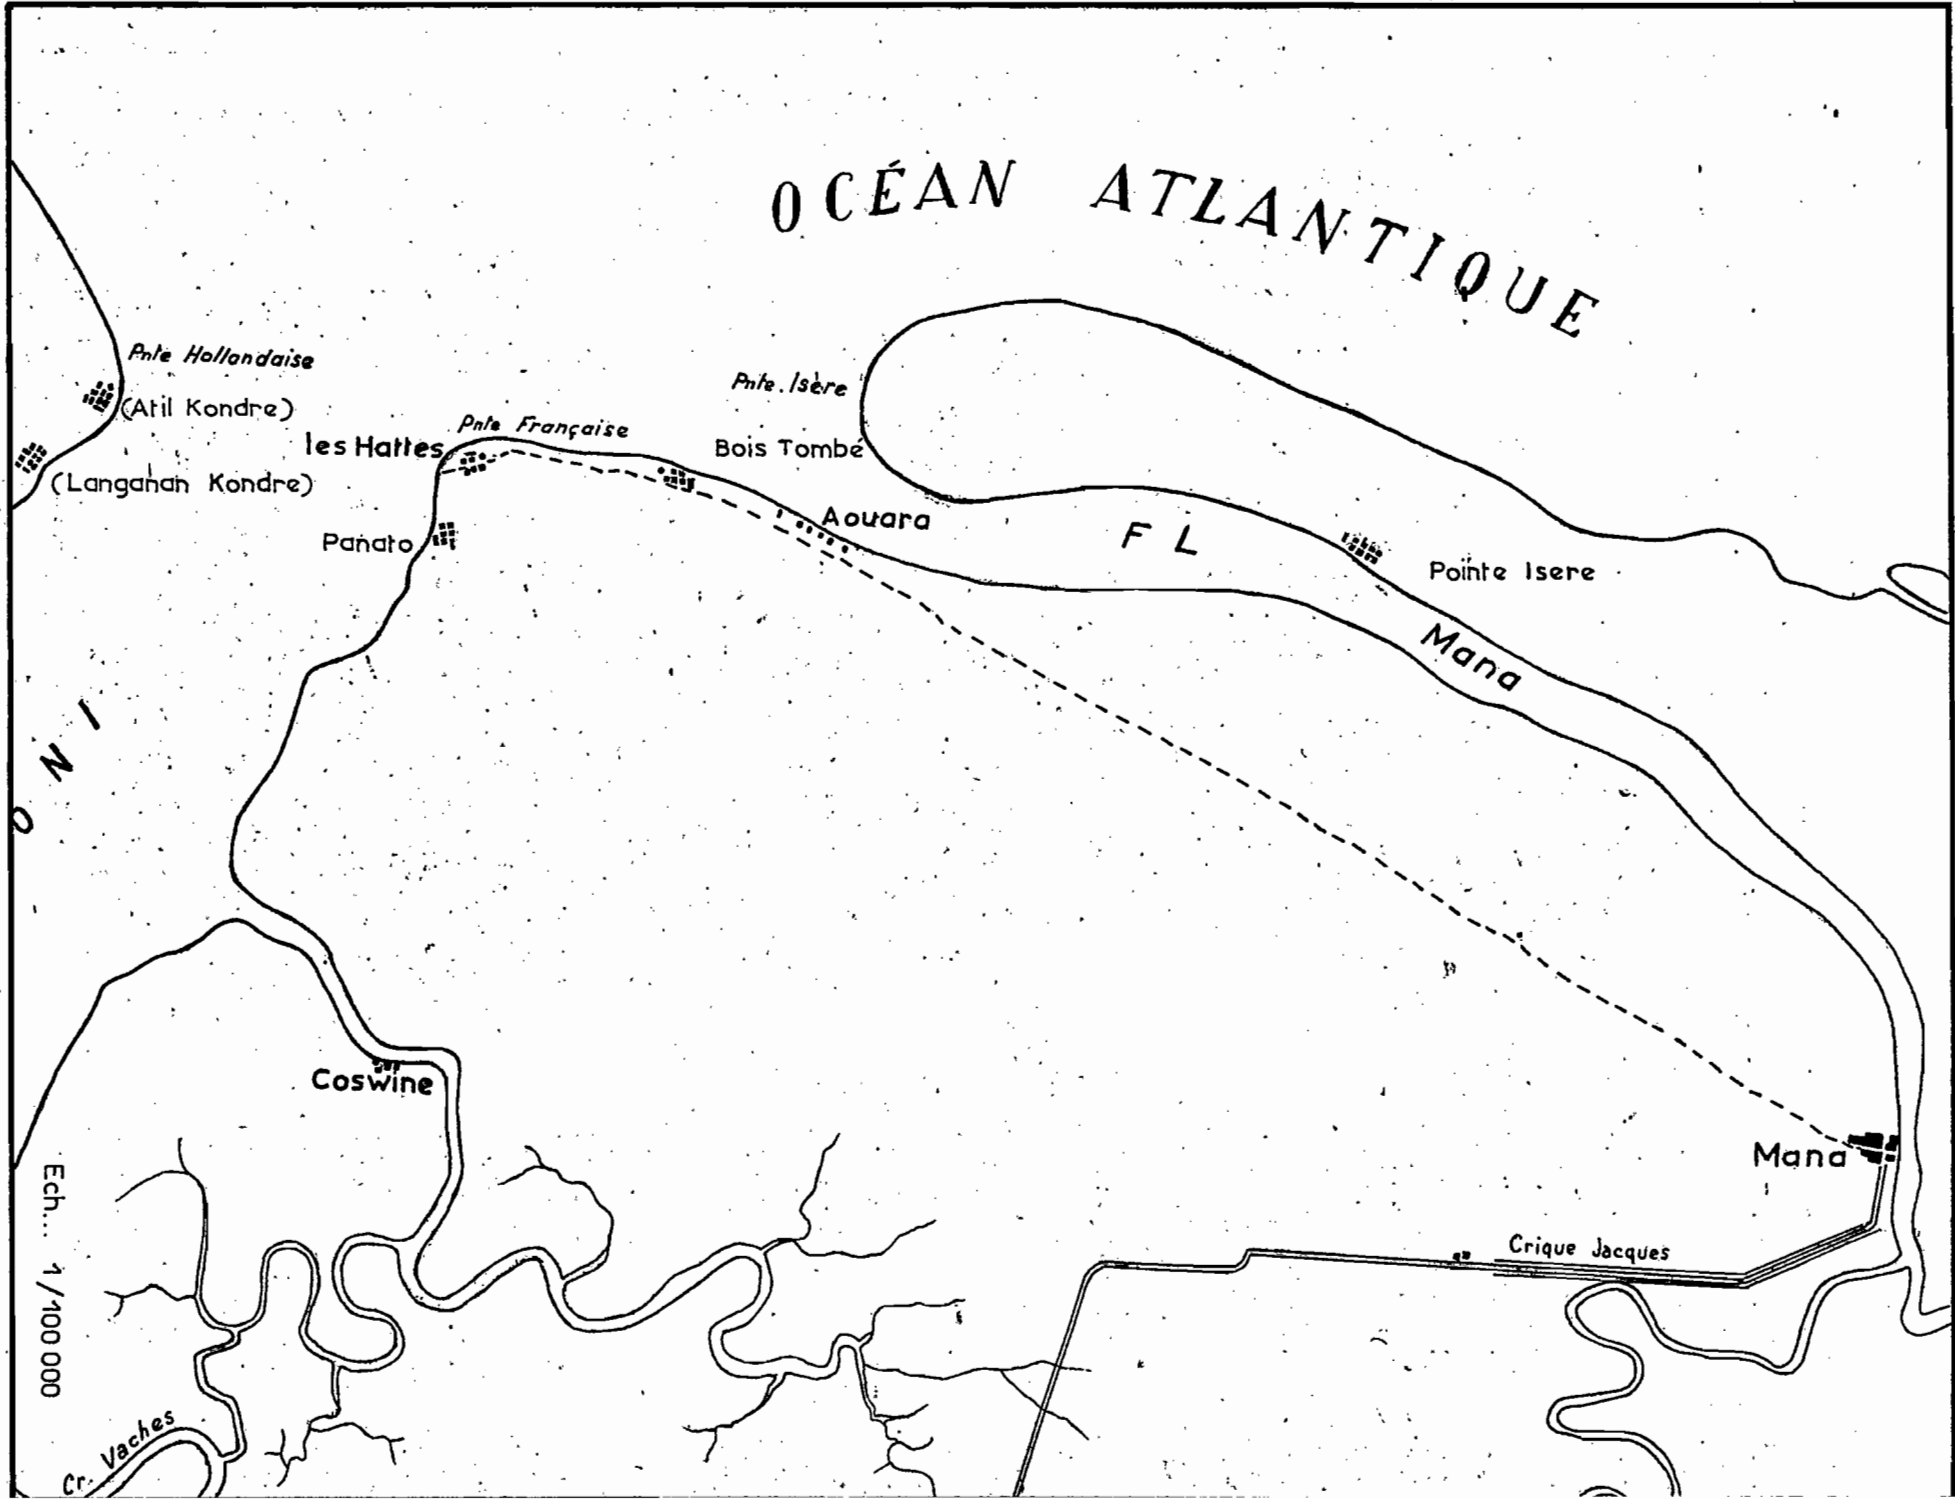 OCÉAN ATLANTIQUE
Pnte Hollandaise
(Atil Kondre)
Pnte. Isère
Pnte Française
les Hattes
Bois Tombé
(Langahan Kondre)
Aouara
Panato
F L
Pointe Isere
Mana
O N I
Coswine
Mana
Crique Jacques
Ech... 1/100 000
Cr. Vaches